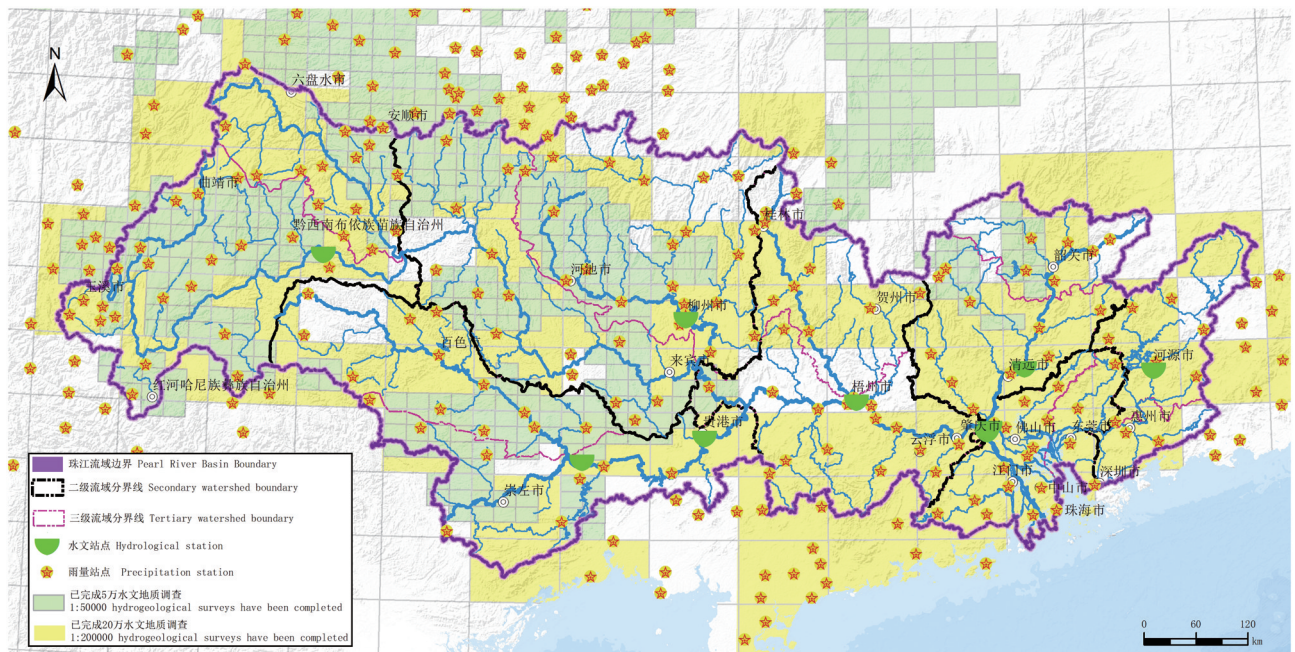 N
六盘水市
安顺市
曲靖市
桂林市
黔西南布依族苗族自治州
韶关市
河池市
玉溪市
贺州市
柳州市
百色市
来宾市
清远市
河源市
红河哈尼族彝族自治州
梧州市
贵港市
肇庆市
佛山市
东莞市
惠州市
云浮市
江门市
深圳市
崇左市
中山市
珠海市
珠江流域边界 Pearl River Basin Boundary
二级流域分界线 Secondary watershed boundary
三级流域分界线 Tertiary watershed boundary
水文站点 Hydrological station
雨量站点 Precipitation station
已完成5万水文地质调查
1:50000 hydrogeological surveys have been completed
已完成20万水文地质调查
1:200000 hydrogeological surveys have been completed
0 60 120
km